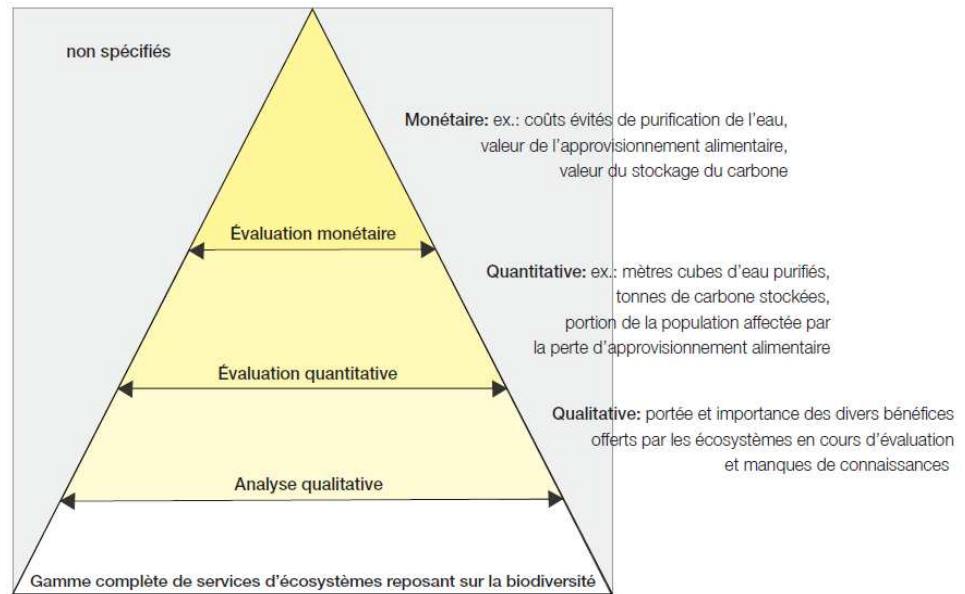 non spécifiés
Monétaire: ex.: coûts évités de purification de l'eau,
valeur de l'approvisionnement alimentaire,
valeur du stockage du carbone
Évaluation monétaire
Quantitative: ex.: mètres cubes d'eau purifiés,
tonnes de carbone stockées,
portion de la population affectée par
la perte d'approvisionnement alimentaire
Évaluation quantitative
Qualitative: portée et importance des divers bénéfices
offerts par les écosystèmes en cours d'évaluation
et manques de connaissances
Analyse qualitative
Gamme complète de services d'écosystèmes reposant sur la biodiversité